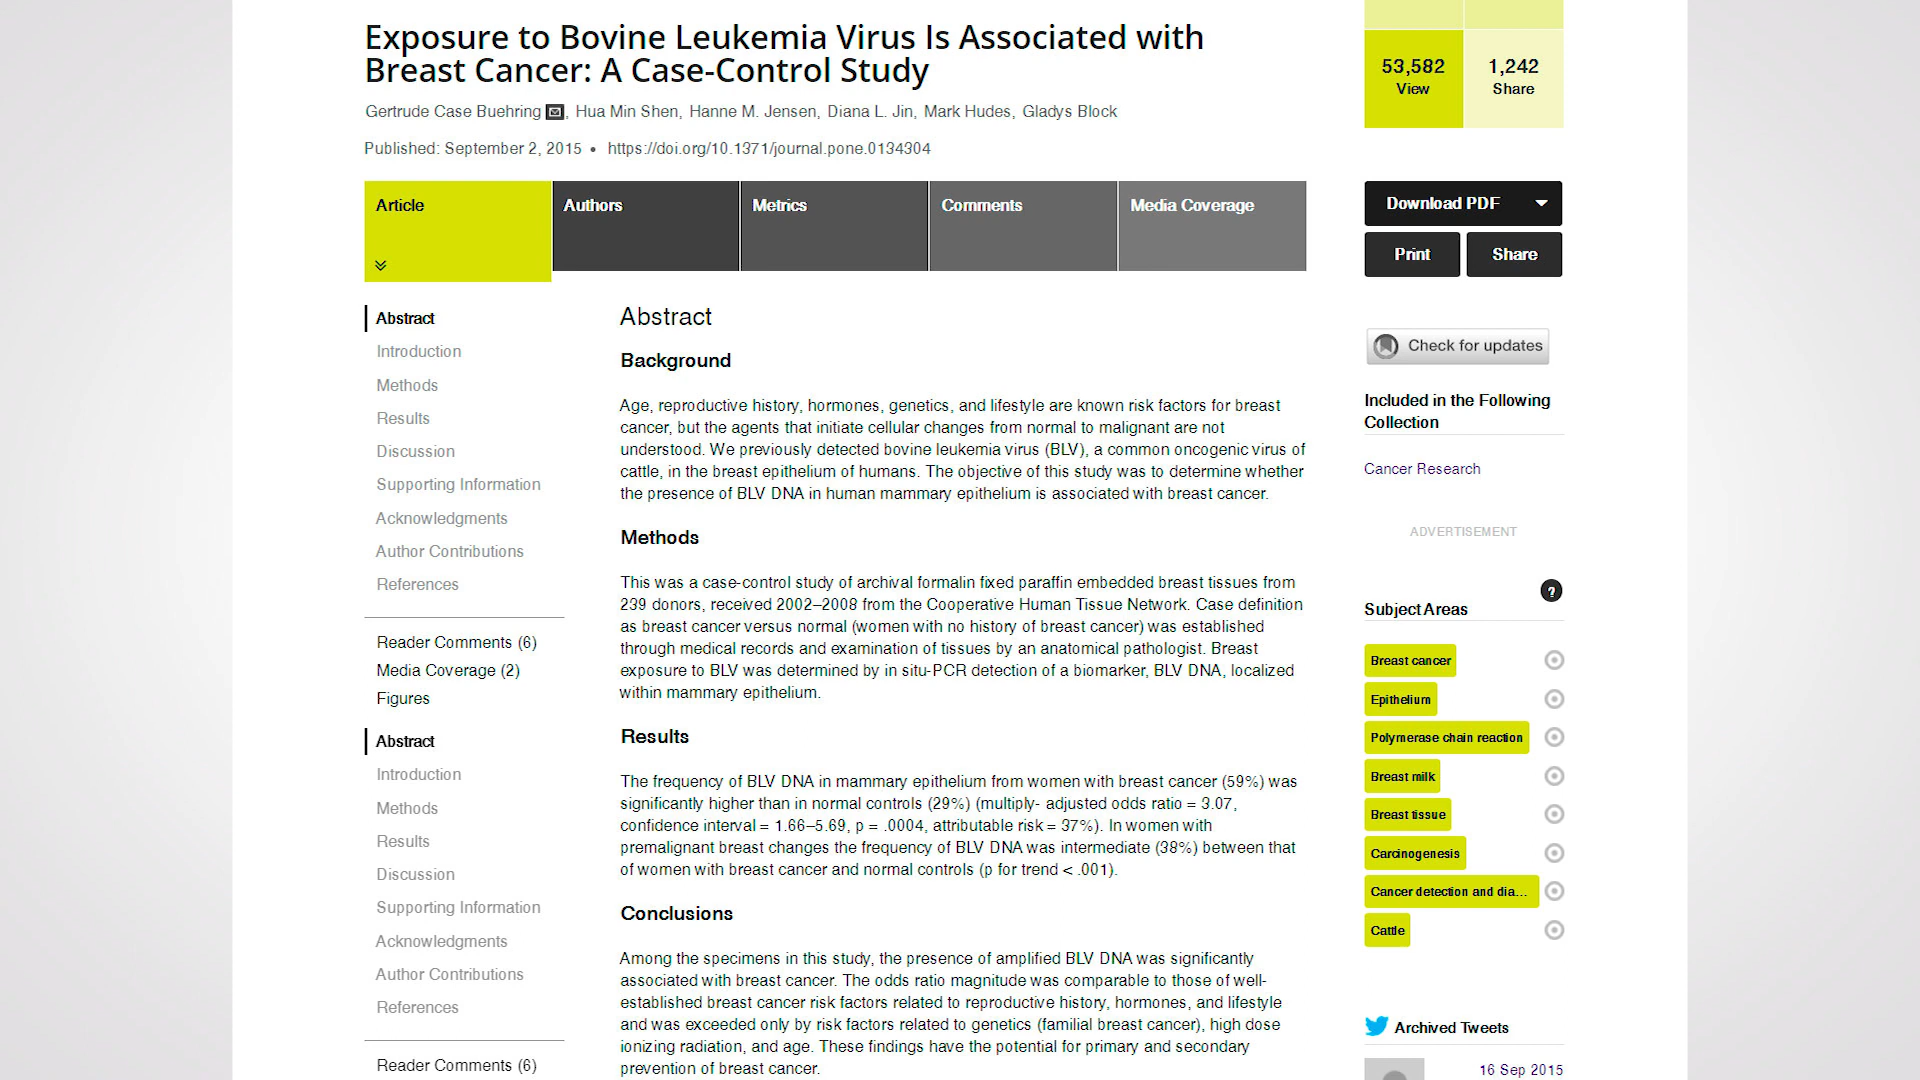 Exposure to Bovine Leukemia Virus Is Associated with
Breast Cancer: A Case-Control Study
Gertrude Case Buehring , Hua Min Shen, Hanne M. Jensen, Diana L. Jin, Mark Hudes, Gladys Block
Published: September 2, 2015 • https://doi.org/10.1371/journal.pone.0134304
53,582
View
1,242
Share
Article
Authors
Metrics
Comments
Media Coverage
Download PDF
Print
Share
Abstract
Introduction
Methods
Results
Discussion
Supporting Information
Acknowledgments
Author Contributions
References
Reader Comments (6)
Media Coverage (2)
Figures
Abstract
Introduction
Methods
Results
Discussion
Supporting Information
Acknowledgments
Author Contributions
References
Reader Comments (6)
Abstract
Background
Age, reproductive history, hormones, genetics, and lifestyle are known risk factors for breast
cancer, but the agents that initiate cellular changes from normal to malignant are not
understood. We previously detected bovine leukemia virus (BLV), a common oncogenic virus of
cattle, in the breast epithelium of humans. The objective of this study was to determine whether
the presence of BLV DNA in human mammary epithelium is associated with breast cancer.
Methods
This was a case-control study of archival formalin fixed paraffin embedded breast tissues from
239 donors, received 2002–2008 from the Cooperative Human Tissue Network. Case definition
as breast cancer versus normal (women with no history of breast cancer) was established
through medical records and examination of tissues by an anatomical pathologist. Breast
exposure to BLV was determined by in situ-PCR detection of a biomarker, BLV DNA, localized
within mammary epithelium.
Results
The frequency of BLV DNA in mammary epithelium from women with breast cancer (59%) was
significantly higher than in normal controls (29%) (multiply- adjusted odds ratio = 3.07,
confidence interval = 1.66–5.69, p = .0004, attributable risk = 37%). In women with
premalignant breast changes the frequency of BLV DNA was intermediate (38%) between that
of women with breast cancer and normal controls (p for trend < .001).
Conclusions
Among the specimens in this study, the presence of amplified BLV DNA was significantly
associated with breast cancer. The odds ratio magnitude was comparable to those of well-
established breast cancer risk factors related to reproductive history, hormones, and lifestyle
and was exceeded only by risk factors related to genetics (familial breast cancer), high dose
ionizing radiation, and age. These findings have the potential for primary and secondary
prevention of breast cancer.
Check for updates
Included in the Following
Collection
Cancer Research
ADVERTISEMENT
?
Subject Areas
Breast cancer
Epithelium
Polymerase chain reaction
Breast milk
Breast tissue
Carcinogenesis
Cancer detection and dia...
Cattle
Archived Tweets
16 Sep 2015